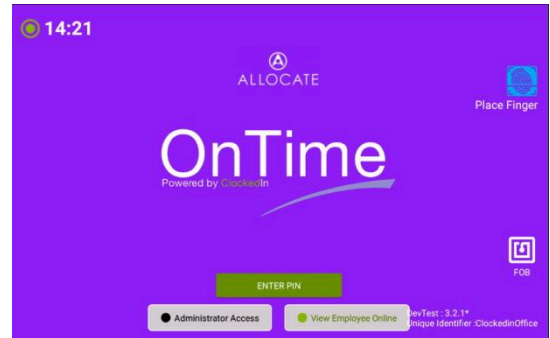 14:21
ALLOCATE
Place Finger
OnTime
Powered by ClockedIn
FOB
ENTER PIN
Administrator Access
View Employee Online
DevTest : 3.2.1*
Unique Identifier :ClockedinOffice